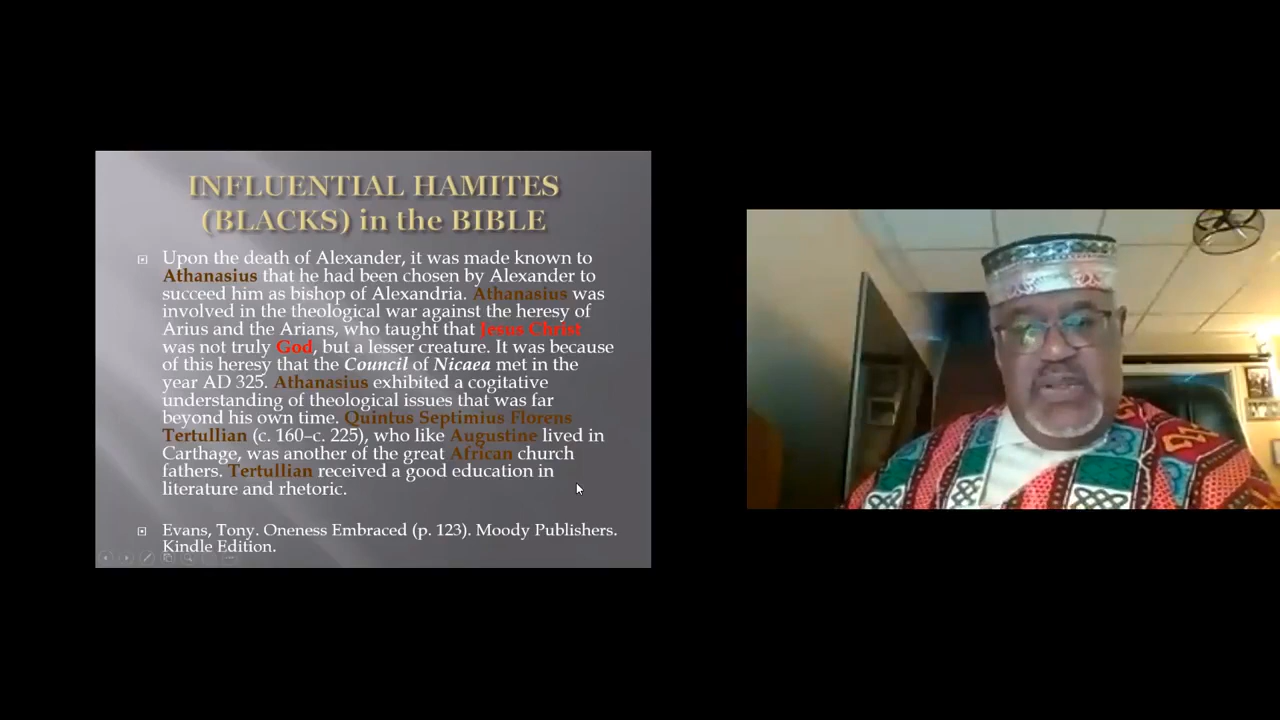 INFLUENTIAL HAMITES
(BLACKS) in the BIBLE
Upon the death of Alexander, it was made known to
Athanasius that he had been chosen by Alexander to
succeed him as bishop of Alexandria. Athanasius was
involved in the theological war against the heresy of
Arius and the Arians, who taught that Jesus Christ
was not truly God, but a lesser creature. It was because
of this heresy that the Council of Nicaea met in the
year AD 325. Athanasius exhibited a cogitative
understanding of theological issues that was far
beyond his own time. Quintus Septimius Florens
Tertullian (c. 160–c. 225), who like Augustine lived in
Carthage, was another of the great African church
fathers. Tertullian received a good education in
literature and rhetoric.
Evans, Tony. Oneness Embraced (p. 123). Moody Publishers.
Kindle Edition.